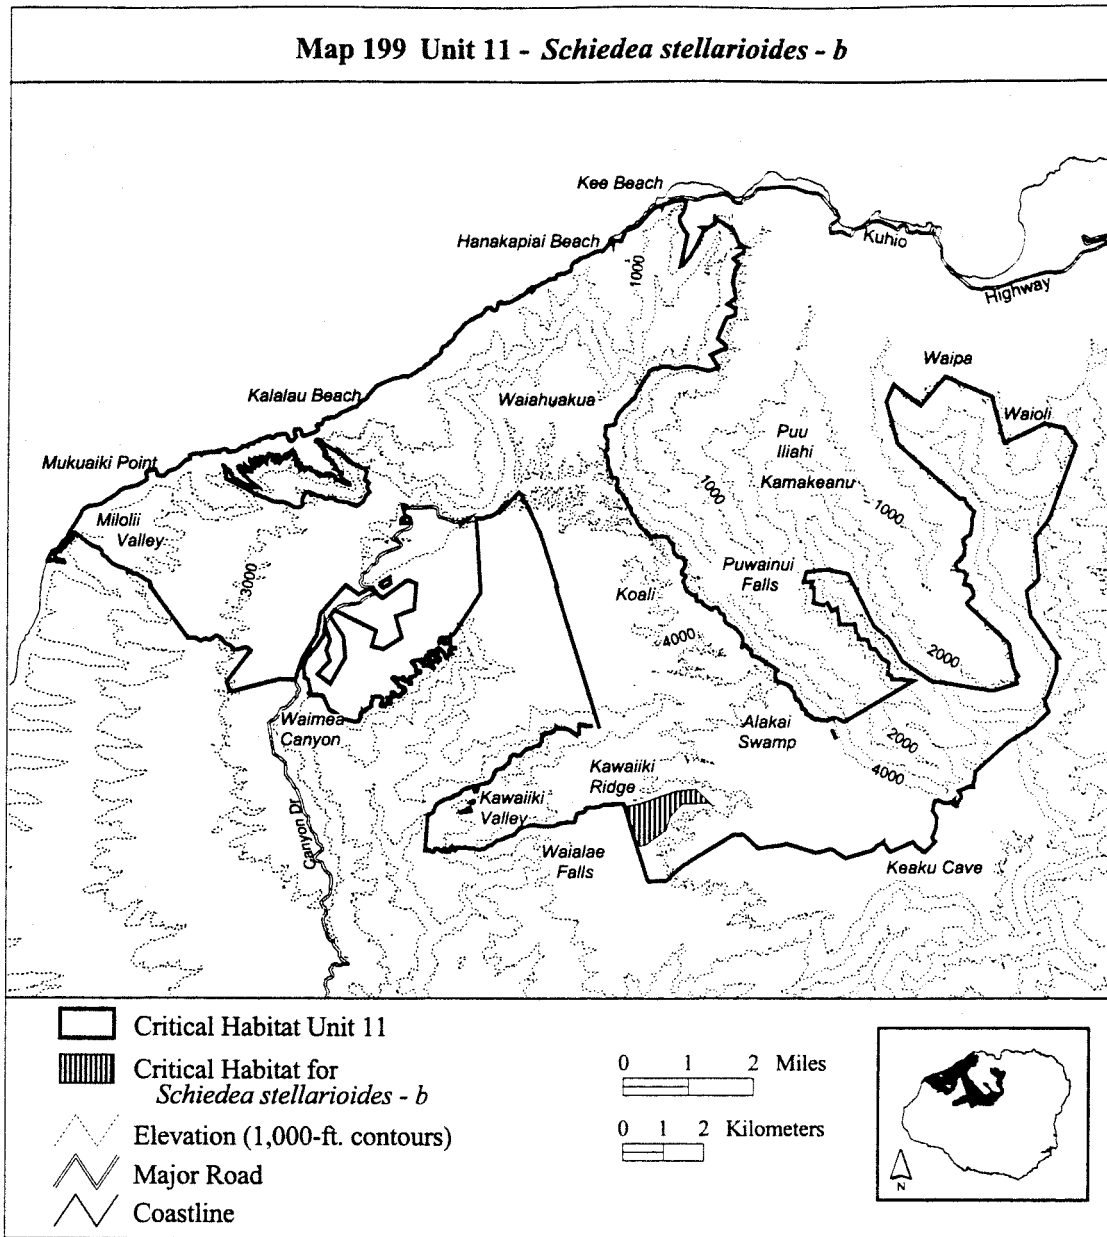 Map 199 Unit 11 - Schiedea stellarioides - b
Kee Beach
Hanakapiai Beach
Kuhio
Highway
1000
Waipa
Kalalau Beach
Waiahuakua
Waioli
Puu
Iliahi
Mukuaiki Point
Kamakeanu
1000
1000
Milolii
Valley
3000
Puwainui
Falls
Koali
4000
2000
Waimea
Canyon
Alakai
Swamp
2000
4000
Kawaiiki
Ridge
Kawaiiki
Valley
Canyon Dr
Waialae
Falls
Keaku Cave
Critical Habitat Unit 11
Critical Habitat for
Schiedea stellarioides - b
Elevation (1,000-ft. contours)
Major Road
Coastline
0 1 2 Miles
0 1 2 Kilometers
N